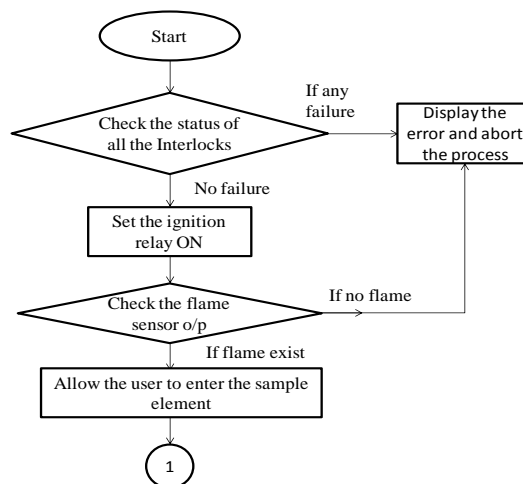 Start
If any
failure
Check the status of
all the Interlocks
Display the
error and abort
the process
No failure
Set the ignition
relay ON
Check the flame
sensor o/p
If no flame
If flame exist
Allow the user to enter the sample
element
1